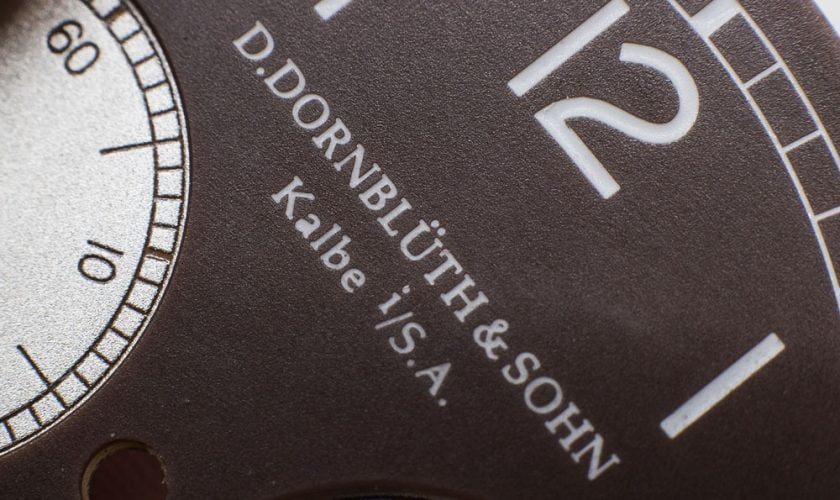 60
10
12
D.DORNBLÜTH & SOHN
Kalbe i/S.A.